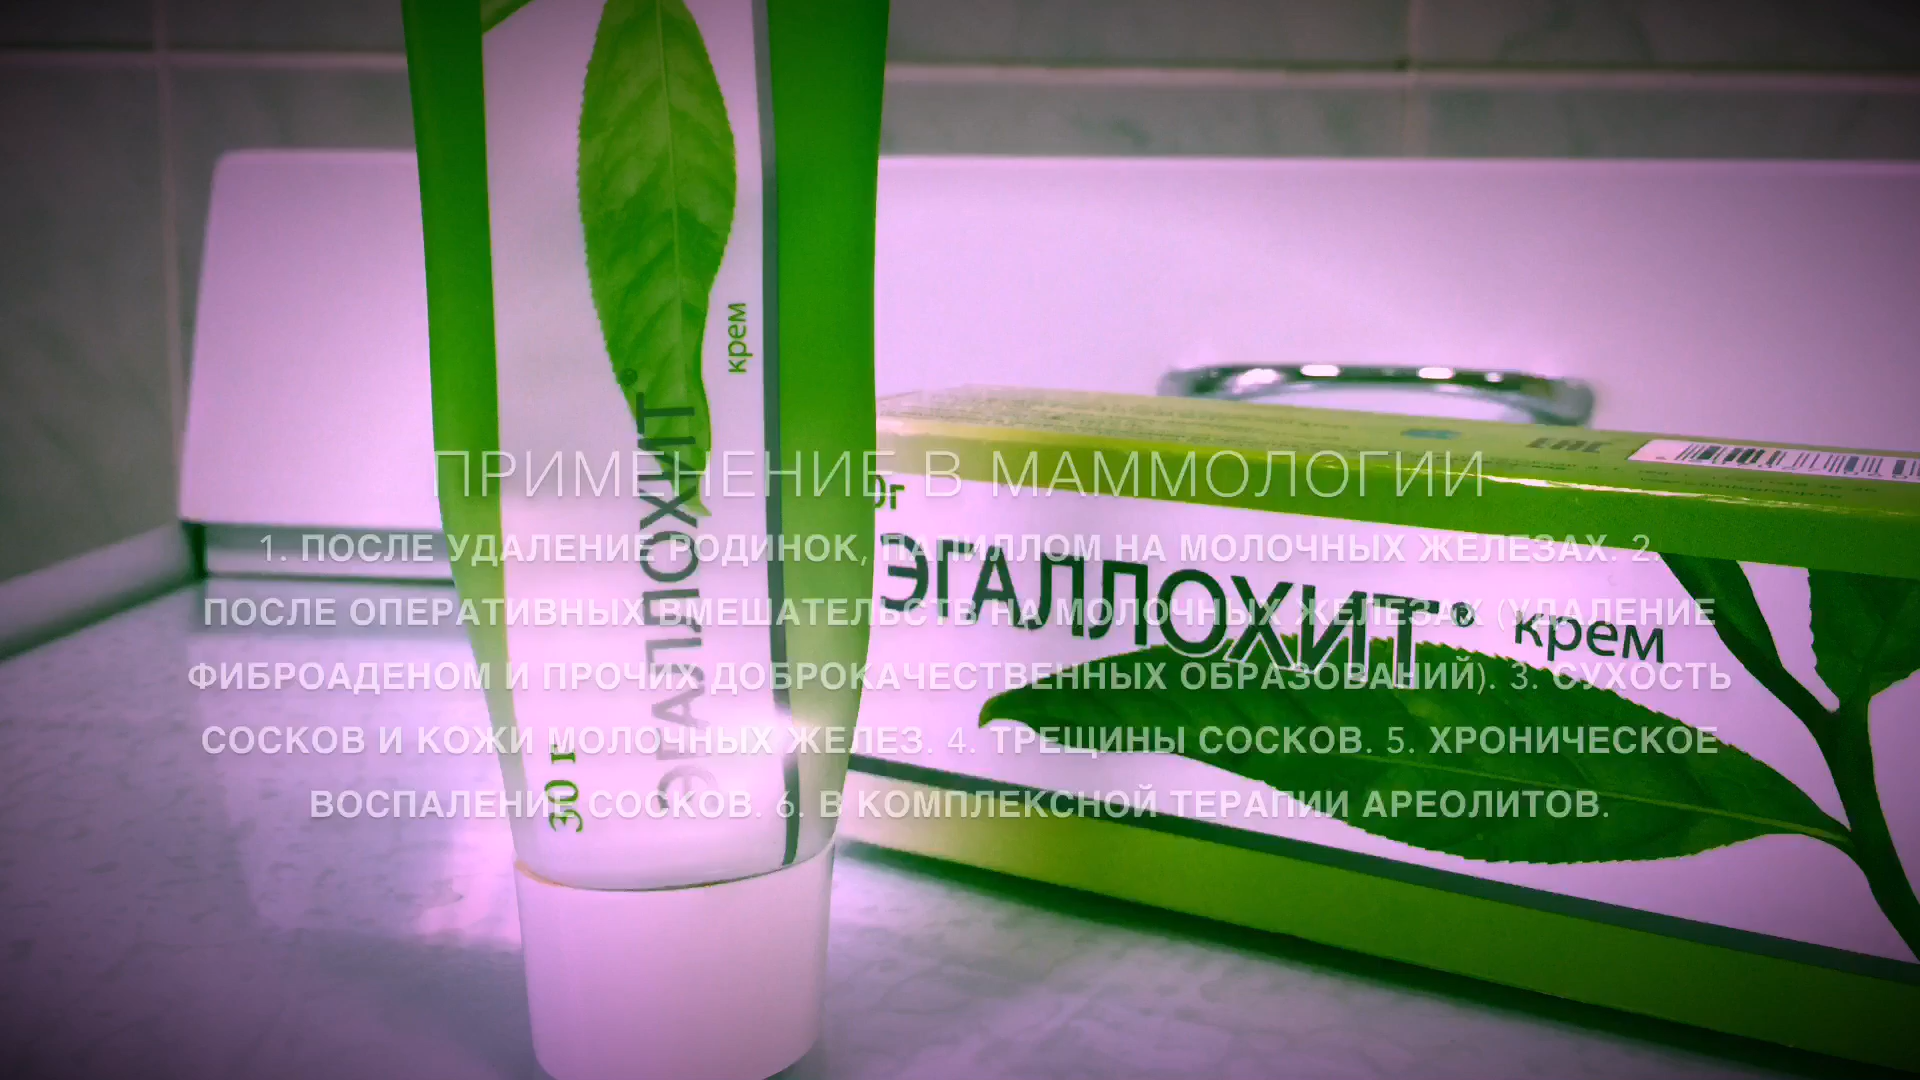 крем
ЭГАЛЛОХИТ®
30 г
ЭГАЛЛОХИТ® крем
ПРИМЕНЕНИЕ В МАММОЛОГИИ
1. ПОСЛЕ УДАЛЕНИЕ РОДИНОК, ПАПИЛЛОМ НА МОЛОЧНЫХ ЖЕЛЕЗАХ. 2.
ПОСЛЕ ОПЕРАТИВНЫХ ВМЕШАТЕЛЬСТВ НА МОЛОЧНЫХ ЖЕЛЕЗАХ (УДАЛЕНИЕ
ФИБРОАДЕНОМ И ПРОЧИХ ДОБРОКАЧЕСТВЕННЫХ ОБРАЗОВАНИЙ). 3. СУХОСТЬ
СОСКОВ И КОЖИ МОЛОЧНЫХ ЖЕЛЕЗ. 4. ТРЕЩИНЫ СОСКОВ. 5. ХРОНИЧЕСКОЕ
ВОСПАЛЕНИЕ СОСКОВ. 6. В КОМПЛЕКСНОЙ ТЕРАПИИ АРЕОЛИТОВ.